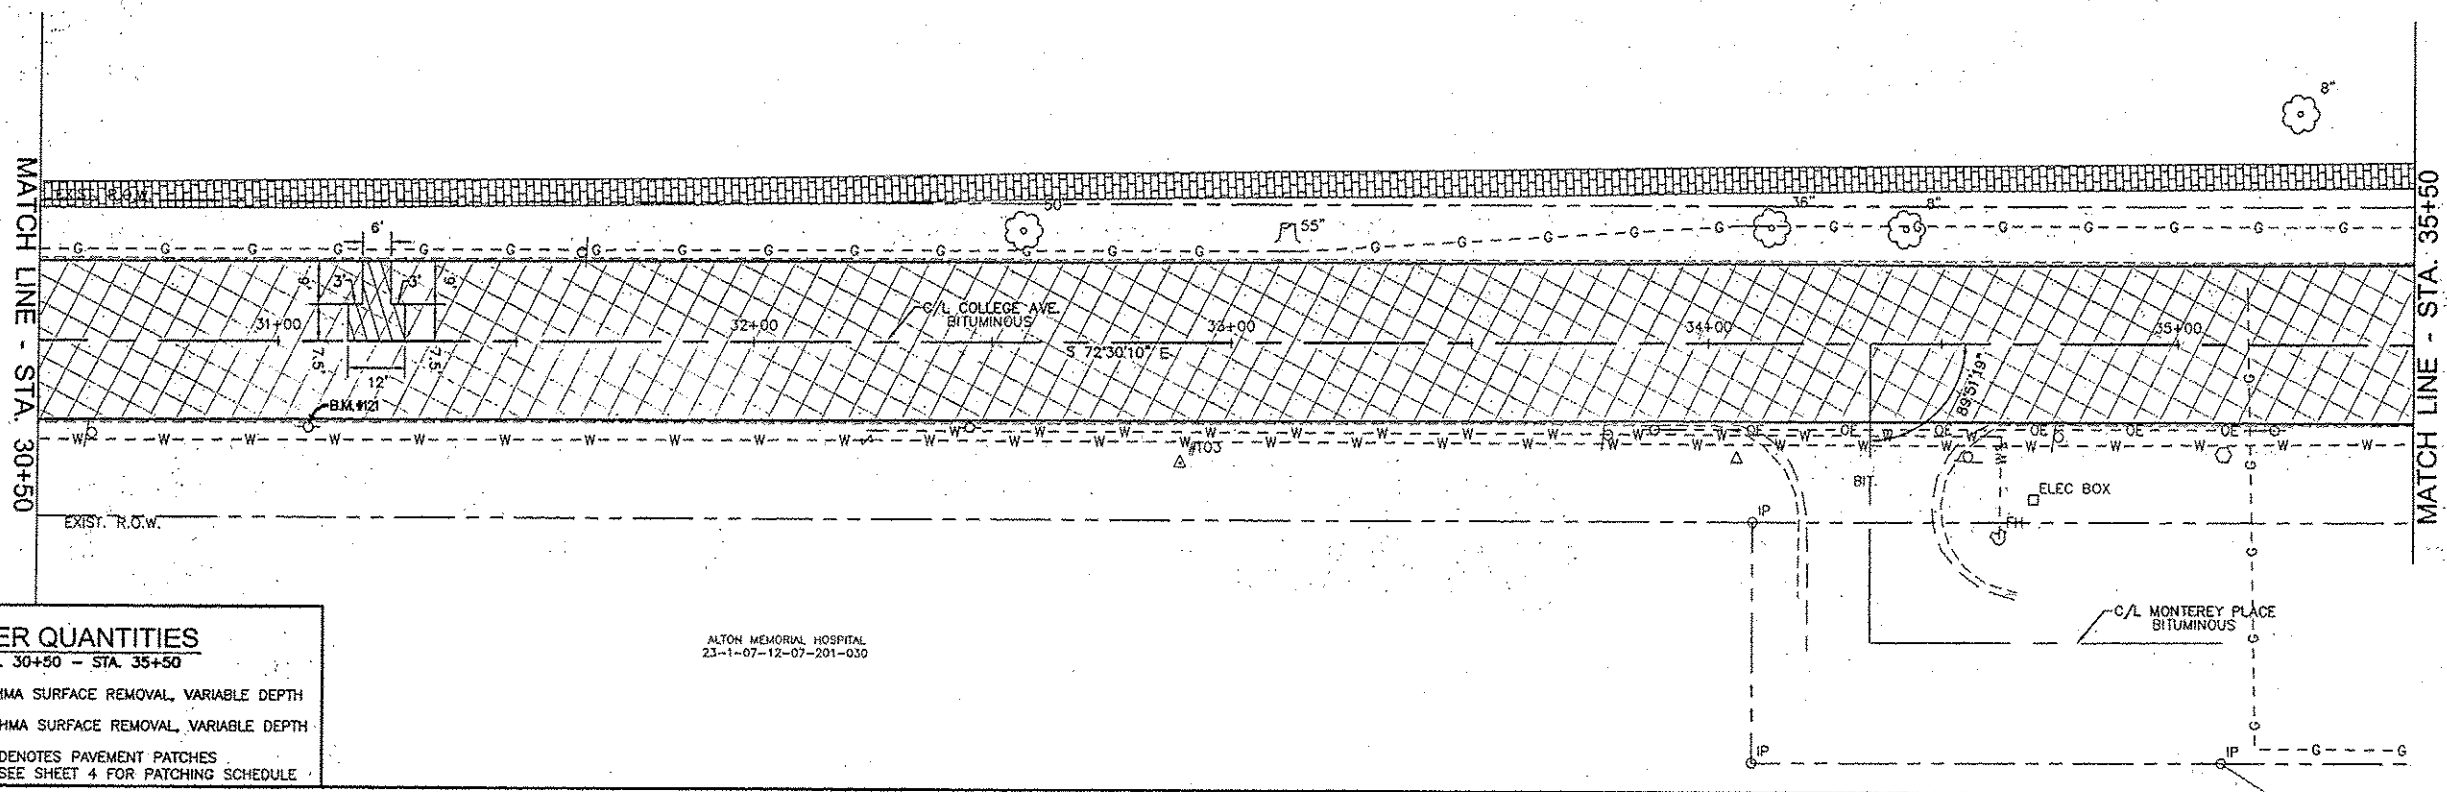 MATCH LINE - STA. 30+50
EXIST. R.O.W.
8"
50
36"
8"
55"
6'
3'
3'
9'
9'
31+00
32+00
33+00
34+00
35+00
C/L COLLEGE AVE.
BITUMINOUS
S 72°30'10" E
7.5'
7.5'
12'
B.M. #121
#103
89°51'19"
BIT.
ELEC BOX
IP
FH
EXIST. R.O.W.
C/L MONTEREY PLACE
BITUMINOUS
ALTON MEMORIAL HOSPITAL
23-1-07-12-07-201-030
IP
IP
G
W
OE
MATCH LINE - STA. 35+50
ER QUANTITIES
. 30+50 - STA. 35+50
HMA SURFACE REMOVAL, VARIABLE DEPTH
HMA SURFACE REMOVAL, VARIABLE DEPTH
DENOTES PAVEMENT PATCHES
SEE SHEET 4 FOR PATCHING SCHEDULE